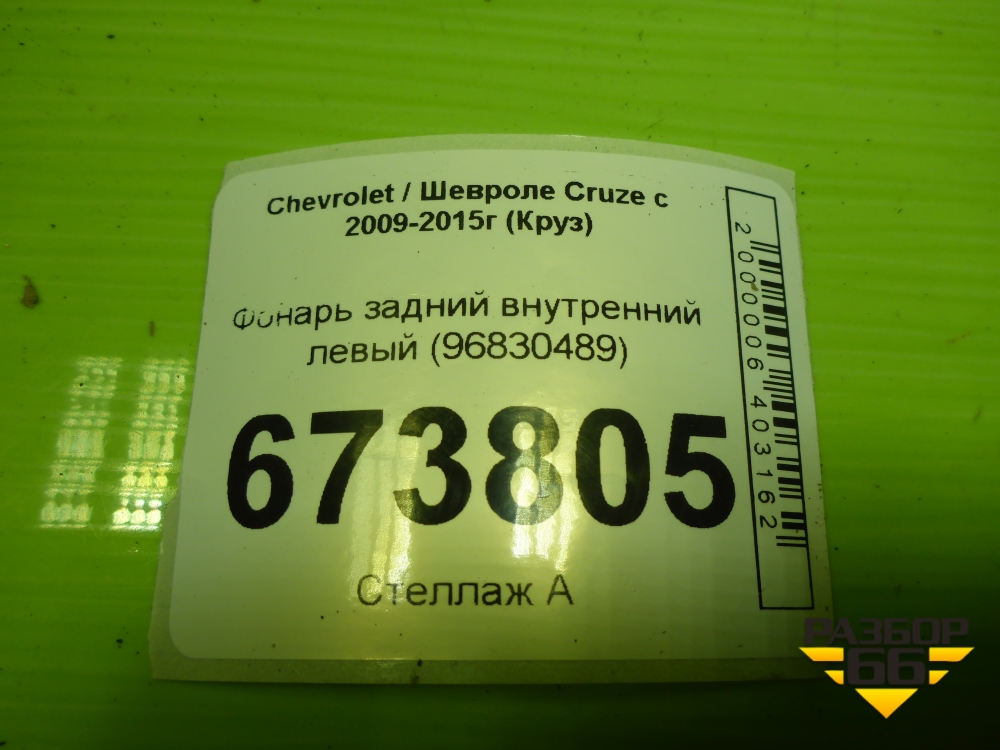 Chevrolet / Шевроле Cruze с
2009-2015г (Круз)
Фонарь задний внутренний
левый (96830489)
673805
Стеллаж А
2000006403162
РАЗБОР
66